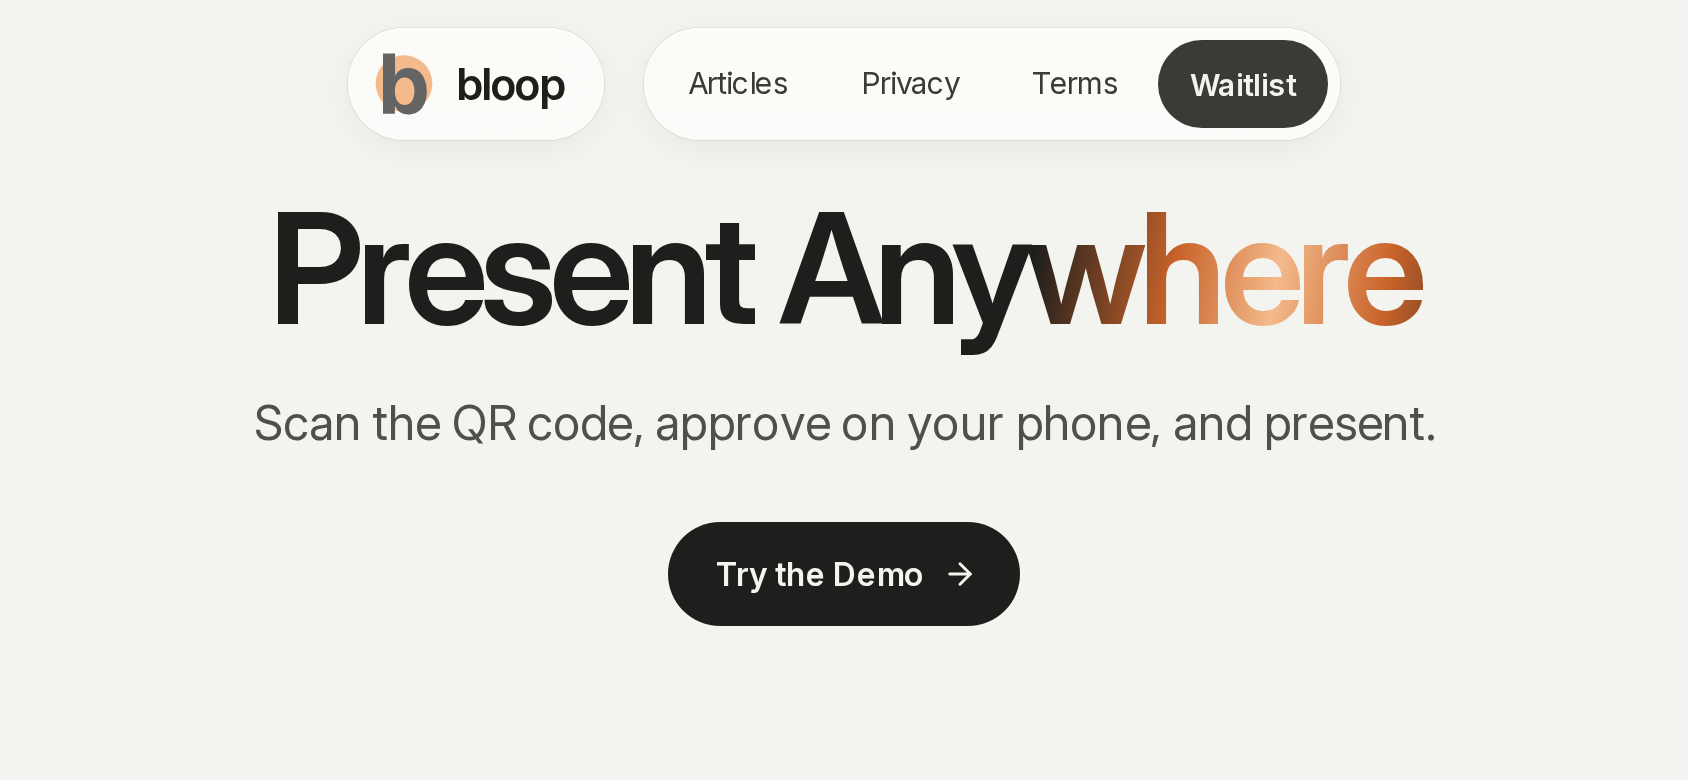 b bloop
Articles Privacy Terms Waitlist
Present Anywhere
Scan the QR code, approve on your phone, and present.
Try the Demo →